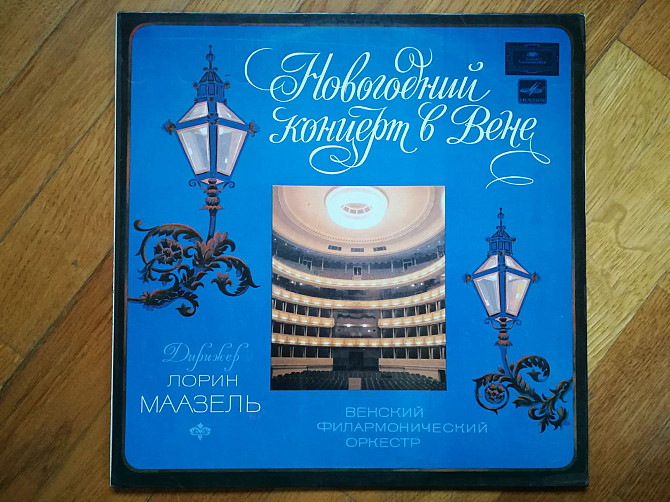 Новогодний
концерт в Вене
Дирижер
ЛОРИН
МААЗЕЛЬ
ВЕНСКИЙ
ФИЛАРМОНИЧЕСКИЙ
ОРКЕСТР